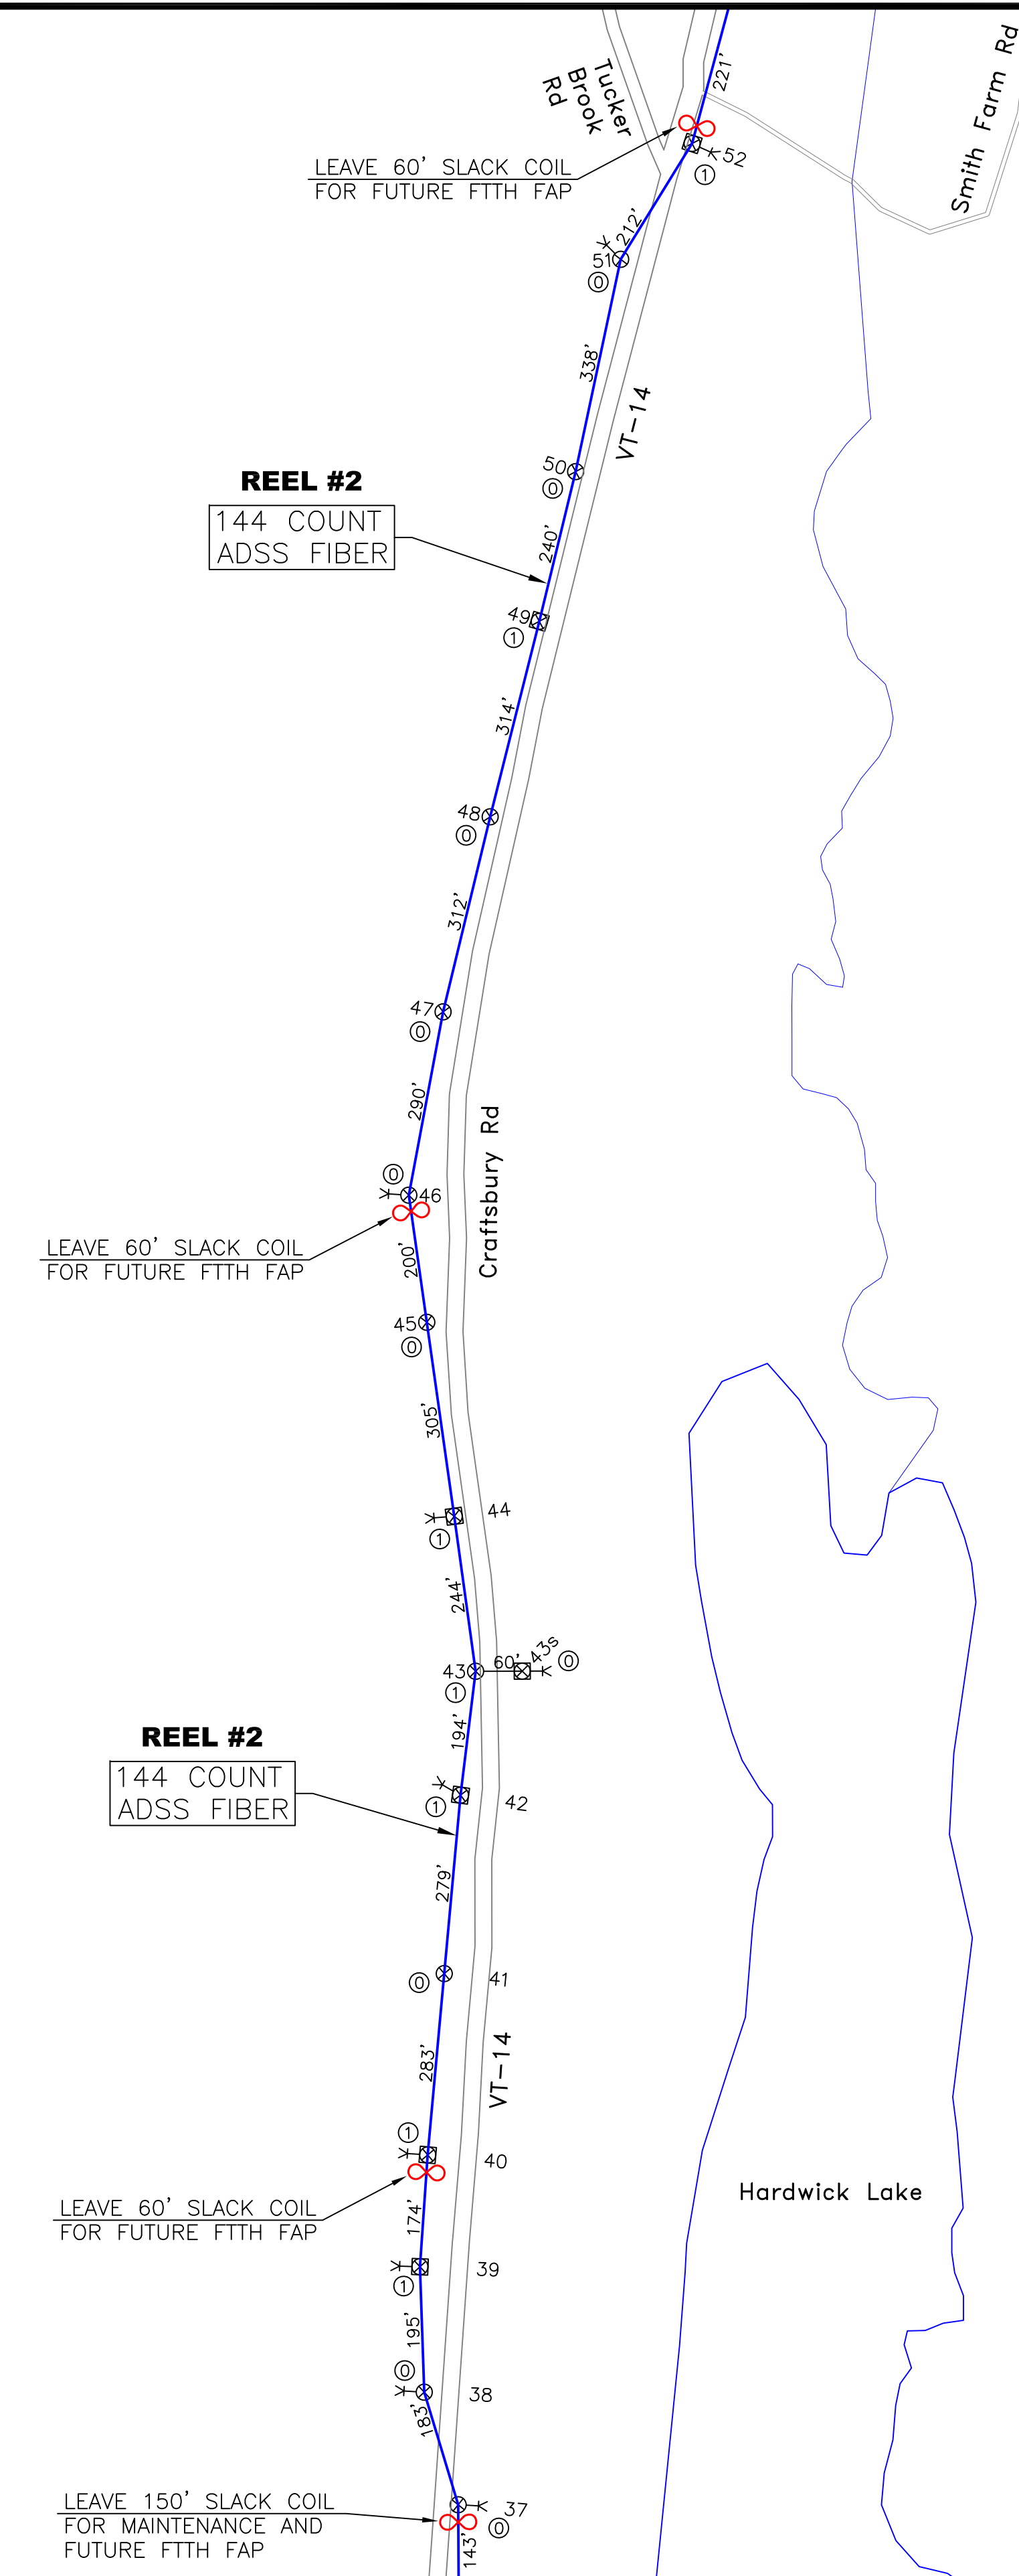 221'
Tucker
Brook
Rd
Smith Farm Rd
LEAVE 60' SLACK COIL
FOR FUTURE FTTH FAP
52
1
212'
51
0
338'
VT-14
50
0
REEL #2
144 COUNT
ADSS FIBER
240'
49
1
314'
48
0
312'
47
0
290'
Craftsbury Rd
0
46
LEAVE 60' SLACK COIL
FOR FUTURE FTTH FAP
200'
45
0
305'
44
1
244'
43
60'
43s
0
1
194'
REEL #2
144 COUNT
ADSS FIBER
42
1
279'
0
41
283'
VT-14
1
40
LEAVE 60' SLACK COIL
FOR FUTURE FTTH FAP
Hardwick Lake
174'
39
1
195'
0
38
183'
LEAVE 150' SLACK COIL
FOR MAINTENANCE AND
FUTURE FTTH FAP
37
0
143'